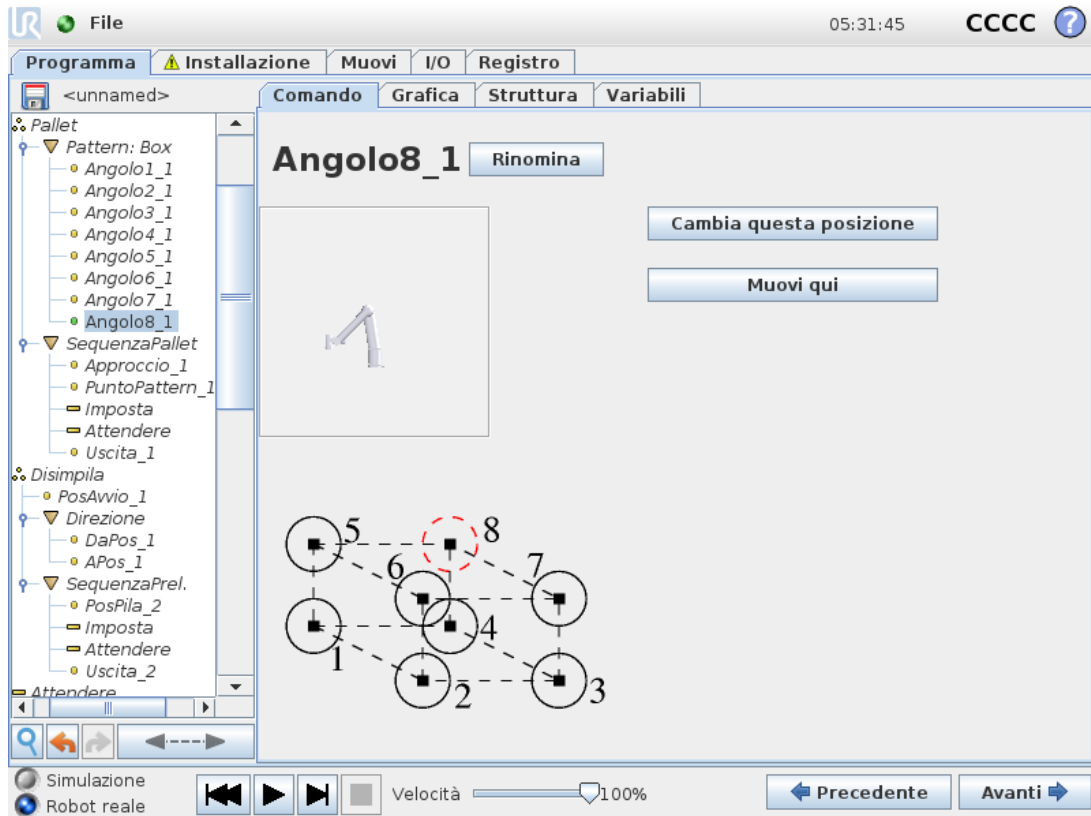 UR File 05:31:45 CCCC ?
Programma Installazione Muovi I/O Registro
<unnamed> Comando Grafica Struttura Variabili
Pallet
Pattern: Box
Angolo1_1
Angolo2_1
Angolo3_1
Angolo4_1
Angolo5_1
Angolo6_1
Angolo7_1
Angolo8_1
SequenzaPallet
Approccio_1
PuntoPattern_1
Imposta
Attendere
Uscita_1
Disimpila
PosAvvio_1
Direzione
DaPos_1
APos_1
SequenzaPrel.
PosPila_2
Imposta
Attendere
Uscita_2
Attendere
Angolo8_1 Rinomina
Cambia questa posizione
Muovi qui
5 8
6 7
1 4
2 3
Simulazione
Robot reale
Velocità 100%
Precedente Avanti